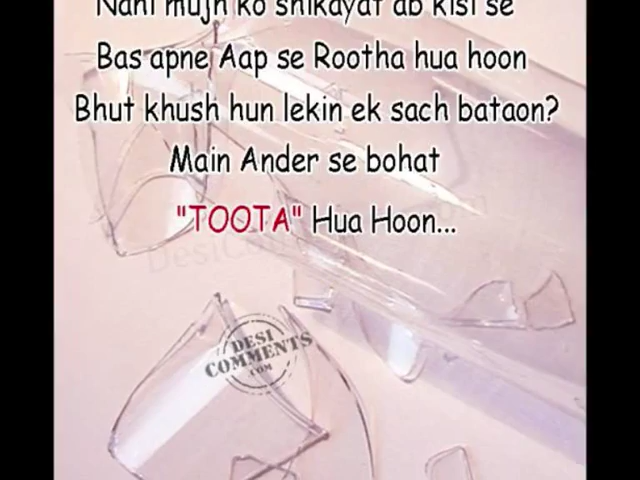 Nahi mujh ko shikayat ab kisi se
Bas apne Aap se Rootha hua hoon
Bhut khush hun lekin ek sach bataon?
Main Ander se bohat
"TOOTA" Hua Hoon...
DESI
COMMENTS
.COM